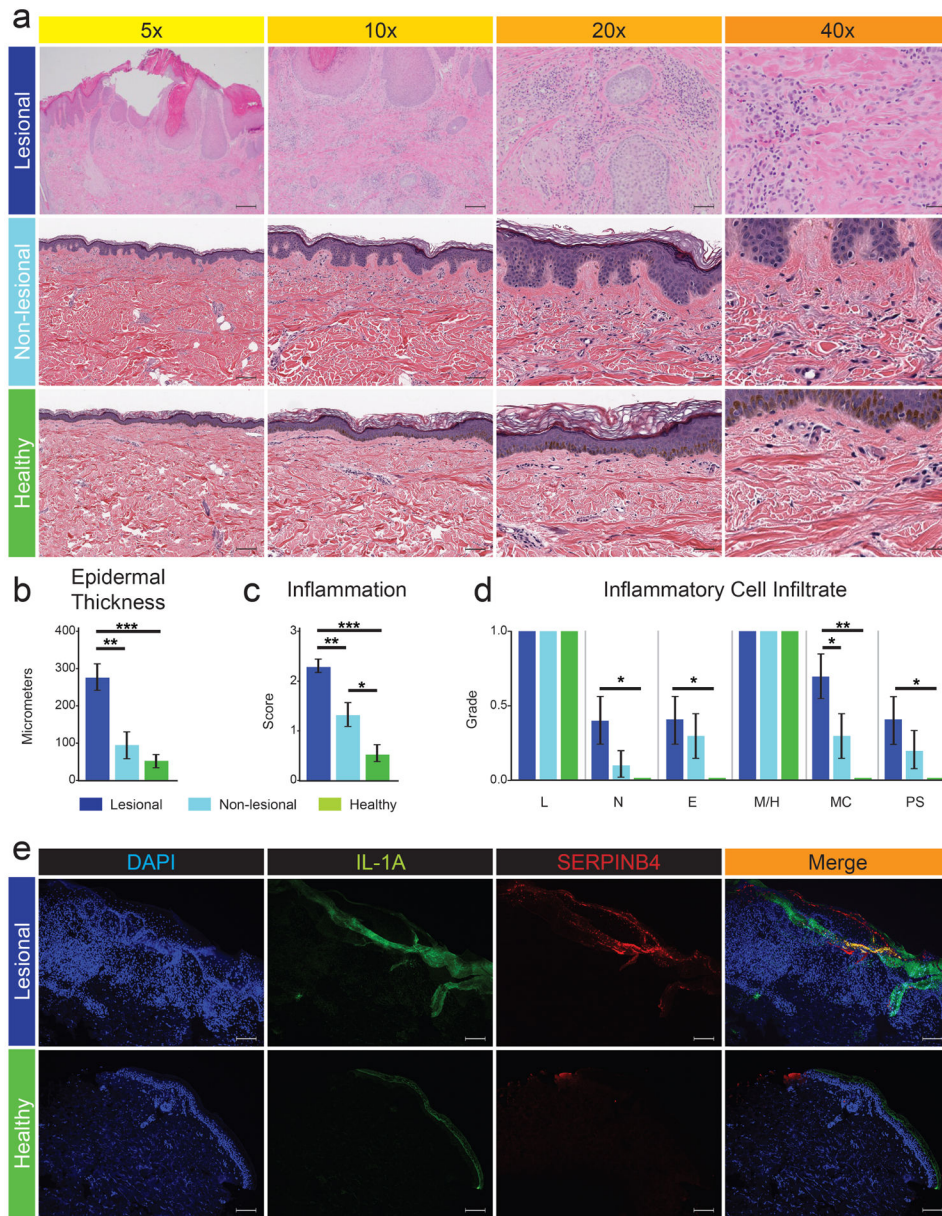 a
5x 10x 20x 40x
Lesional
Non-lesional
Healthy
b Epidermal Thickness
Micrometers
400
300
200
100
0
***
**
c Inflammation
Score
3
2
1
0
***
**
*
d Inflammatory Cell Infiltrate
Grade
1.0
0.5
0
* * ** * *
L N E M/H MC PS
Lesional Non-lesional Healthy
e
DAPI IL-1A SERPINB4 Merge
Lesional
Healthy